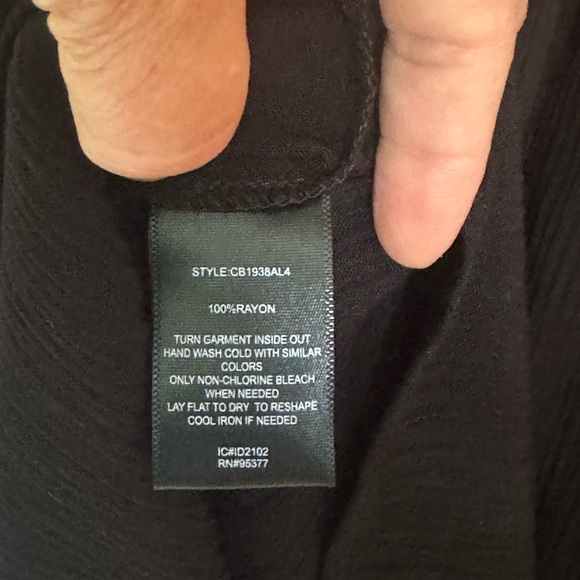 STYLE:CB1938AL4
100%RAYON
TURN GARMENT INSIDE OUT
HAND WASH COLD WITH SIMILAR
COLORS
ONLY NON-CHLORINE BLEACH
WHEN NEEDED
LAY FLAT TO DRY TO RESHAPE
COOL IRON IF NEEDED
IC#ID2102
RN#95377